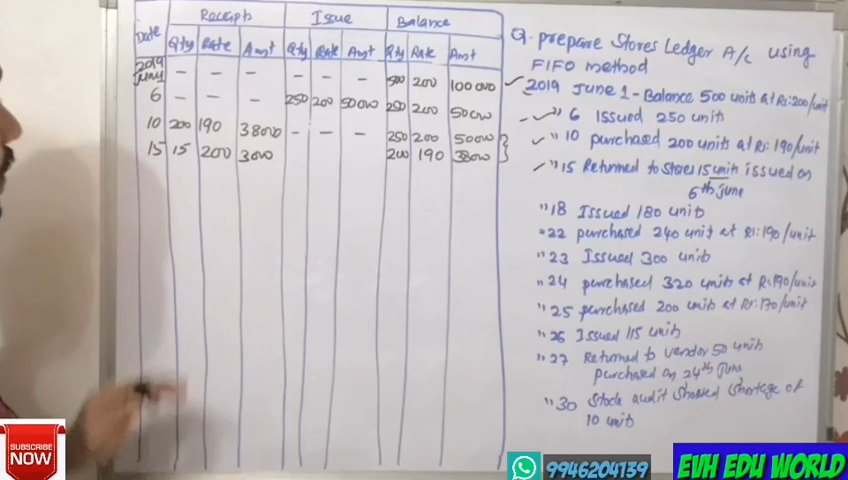 Date
Receipts Issue Balance
Qty Rate Amt Qty Rate Amt Qty Rate Amt
2019
June 1 - - - - - - 500 200 100000
6 - - - 250 200 50000 250 200 50000
10 200 190 38000 - - - 250 200 50000
15 15 200 3000 200 190 38000
Q. prepare Stores Ledger A/c using
FIFO method
2019 June 1 - Balance 500 units at Rs:200/unit
" 6 Issued 250 units
" 10 purchased 200 units at Rs: 190/unit
" 15 Returned to Stores 15 unit issued on
6th June
" 18 Issued 180 units
" 22 purchased 240 unit at Rs:190/unit
" 23 Issued 300 units
" 24 purchased 320 units at Rs:190/unit
" 25 purchased 200 units at Rs:170/unit
" 26 Issued 115 units
" 27 Returned to vendor 50 units
purchased on 24th June
" 30 Stock audit Showed Shortage of
10 units
SUBSCRIBE
NOW
9946204139
EVH EDU WORLD